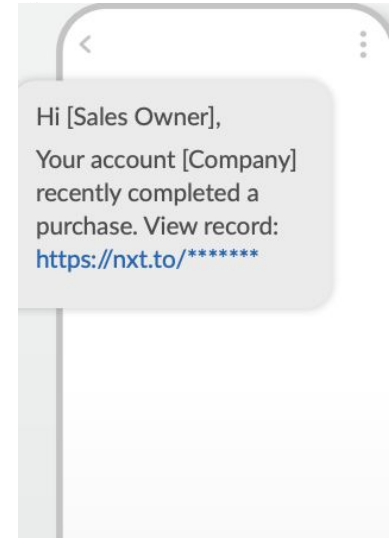 Hi [Sales Owner],
Your account [Company]
recently completed a
purchase. View record:
https://nxt.to/*******